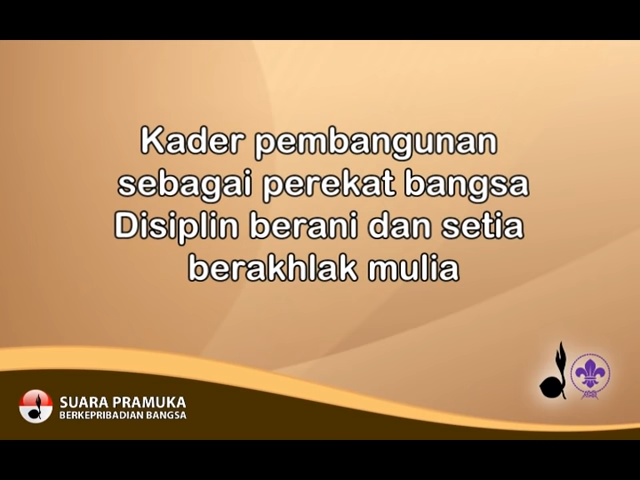 Kader pembangunan
sebagai perekat bangsa
Disiplin berani dan setia
berakhlak mulia
SUARA PRAMUKA
BERKEPRIBADIAN BANGSA